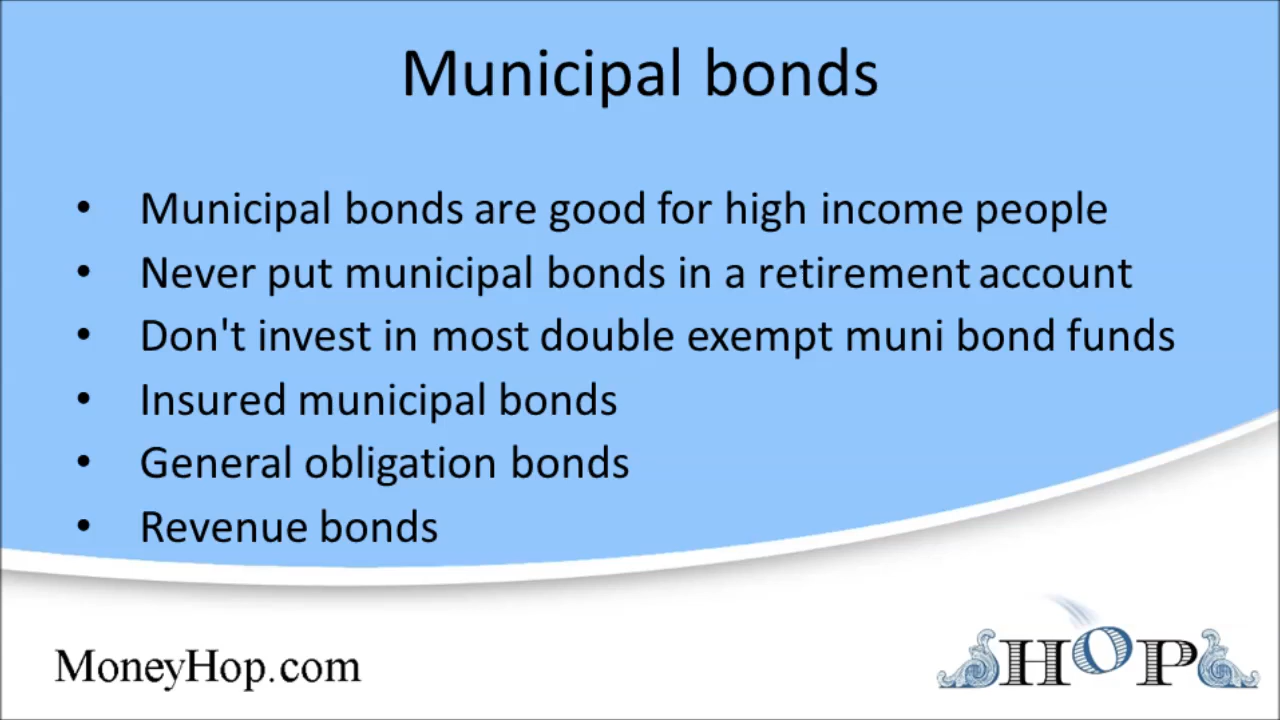 Municipal bonds
• Municipal bonds are good for high income people
• Never put municipal bonds in a retirement account
• Don't invest in most double exempt muni bond funds
• Insured municipal bonds
• General obligation bonds
• Revenue bonds
MoneyHop.com
HOP